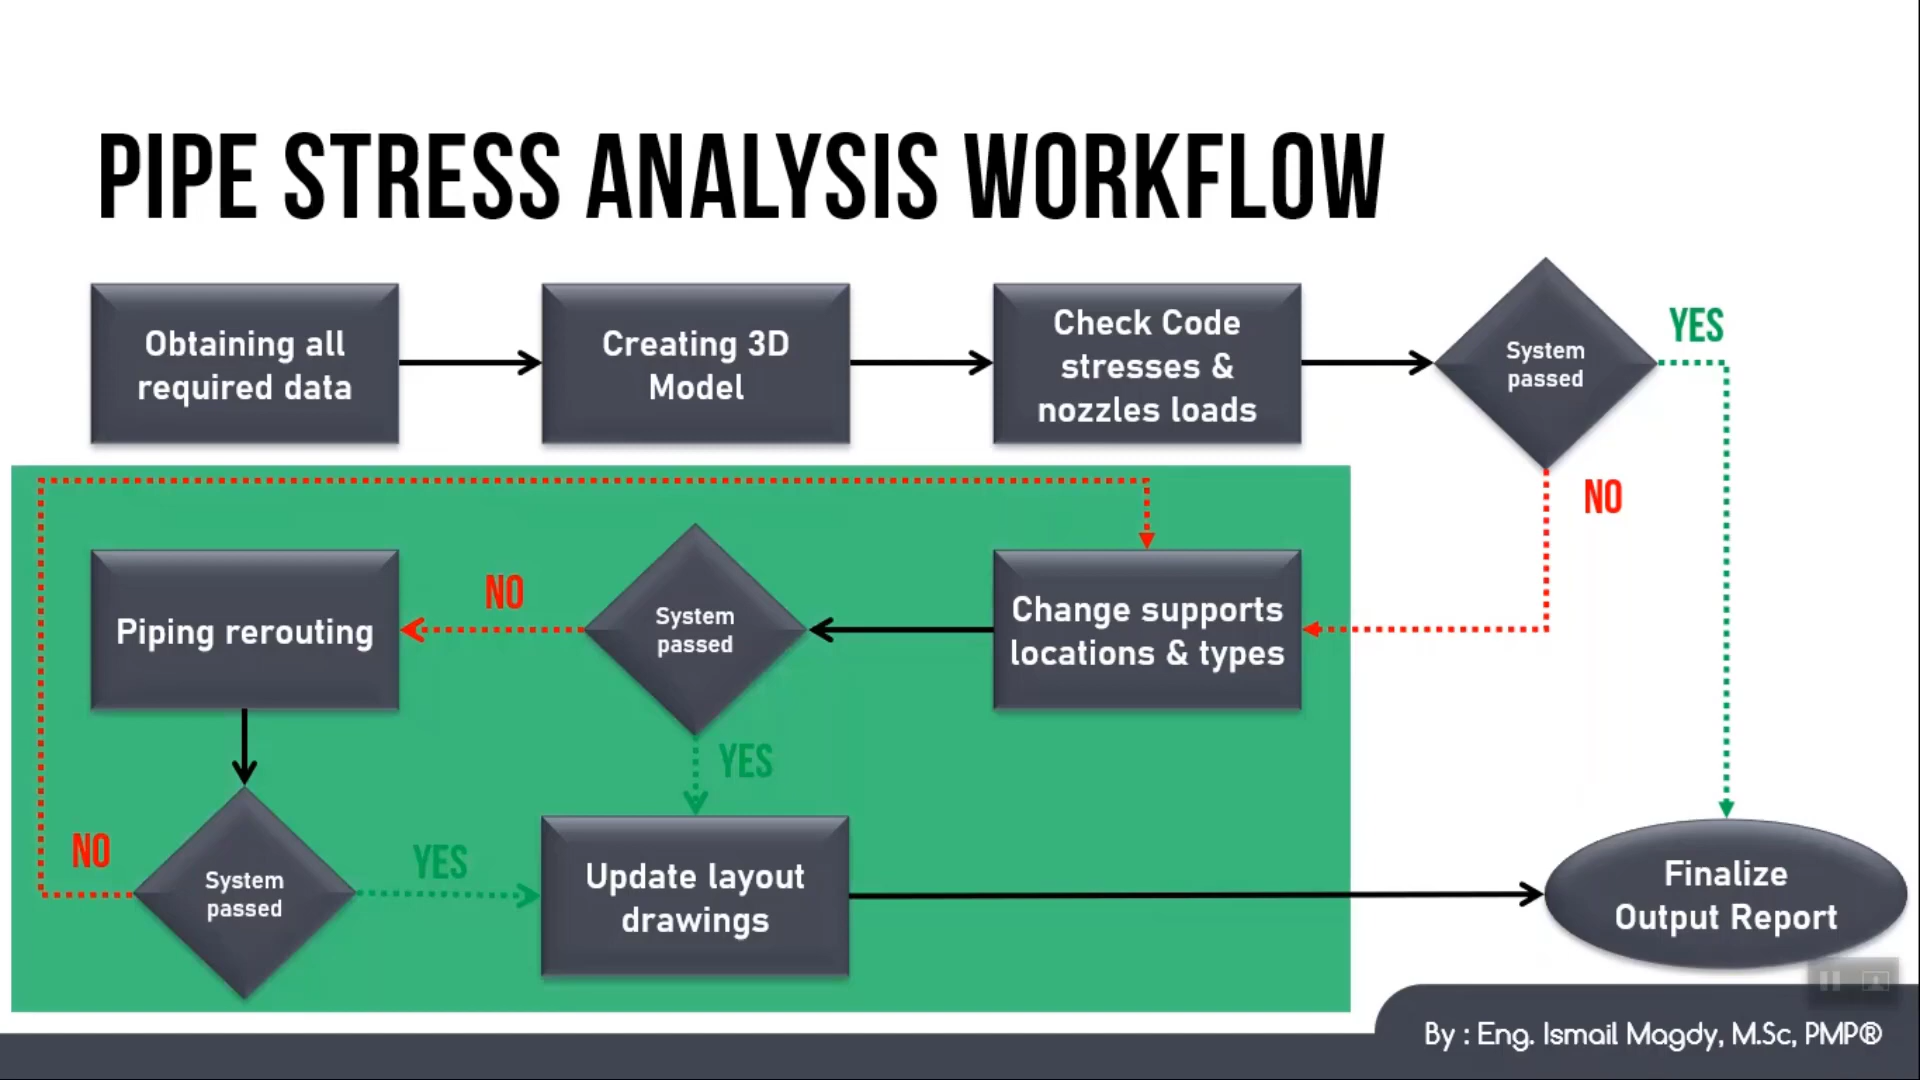 PIPE STRESS ANALYSIS WORKFLOW
Obtaining all
required data
Creating 3D
Model
Check Code
stresses &
nozzles loads
System
passed
YES
NO
Change supports
locations & types
System
passed
NO
Piping rerouting
YES
System
passed
NO
YES
Update layout
drawings
Finalize
Output Report
By : Eng. Ismail Magdy, M.Sc, PMP®